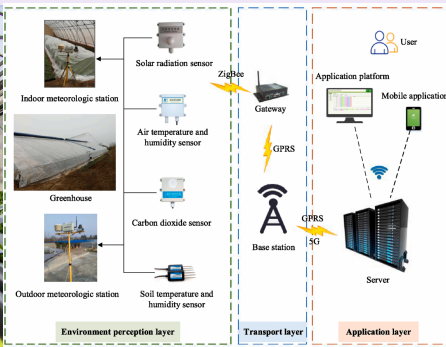 Solar radiation sensor
Indoor meteorologic station
Air temperature and
humidity sensor
Greenhouse
Carbon dioxide sensor
Outdoor meteorologic station
Soil temperature and
humidity sensor
Environment perception layer
ZigBee
Gateway
GPRS
Base station
GPRS
5G
Transport layer
User
Application platform
Mobile application
Server
Application layer